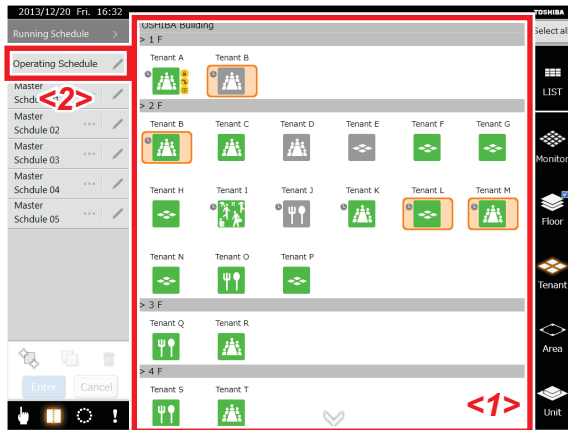 2013/12/20 Fri. 16:32
TOSHIBA
Running Schedule >
OSHIBA Building
Select all
> 1 F
Operating Schedule
Tenant A
Tenant B
Master
<2>
LIST
> 2 F
Master
Schdule 02 ...
Tenant B
Tenant C
Tenant D
Tenant E
Tenant F
Tenant G
Master
Schdule 03 ...
Monitor
Master
Schdule 04 ...
Tenant H
Tenant I
Tenant J
Tenant K
Tenant L
Tenant M
Master
Schdule 05 ...
Floor
Tenant N
Tenant O
Tenant P
Tenant
> 3 F
Tenant Q
Tenant R
Area
> 4 F
Enter
Cancel
Tenant S
Tenant T
<1>
Unit